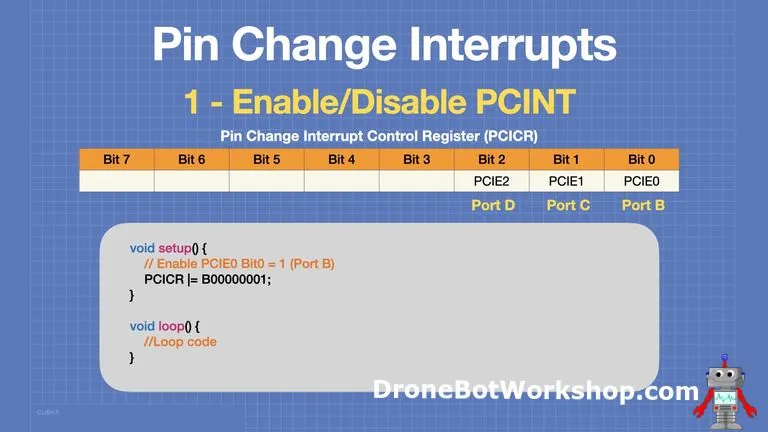 Pin Change Interrupts
1 - Enable/Disable PCINT
Pin Change Interrupt Control Register (PCICR)
Bit 7 Bit 6 Bit 5 Bit 4 Bit 3 Bit 2 Bit 1 Bit 0
PCIE2 PCIE1 PCIE0
Port D Port C Port B
void setup() {
// Enable PCIE0 Bit0 = 1 (Port B)
PCICR |= B00000001;
}
void loop() {
//Loop code
}
DroneBotWorkshop.com
CLIENT: